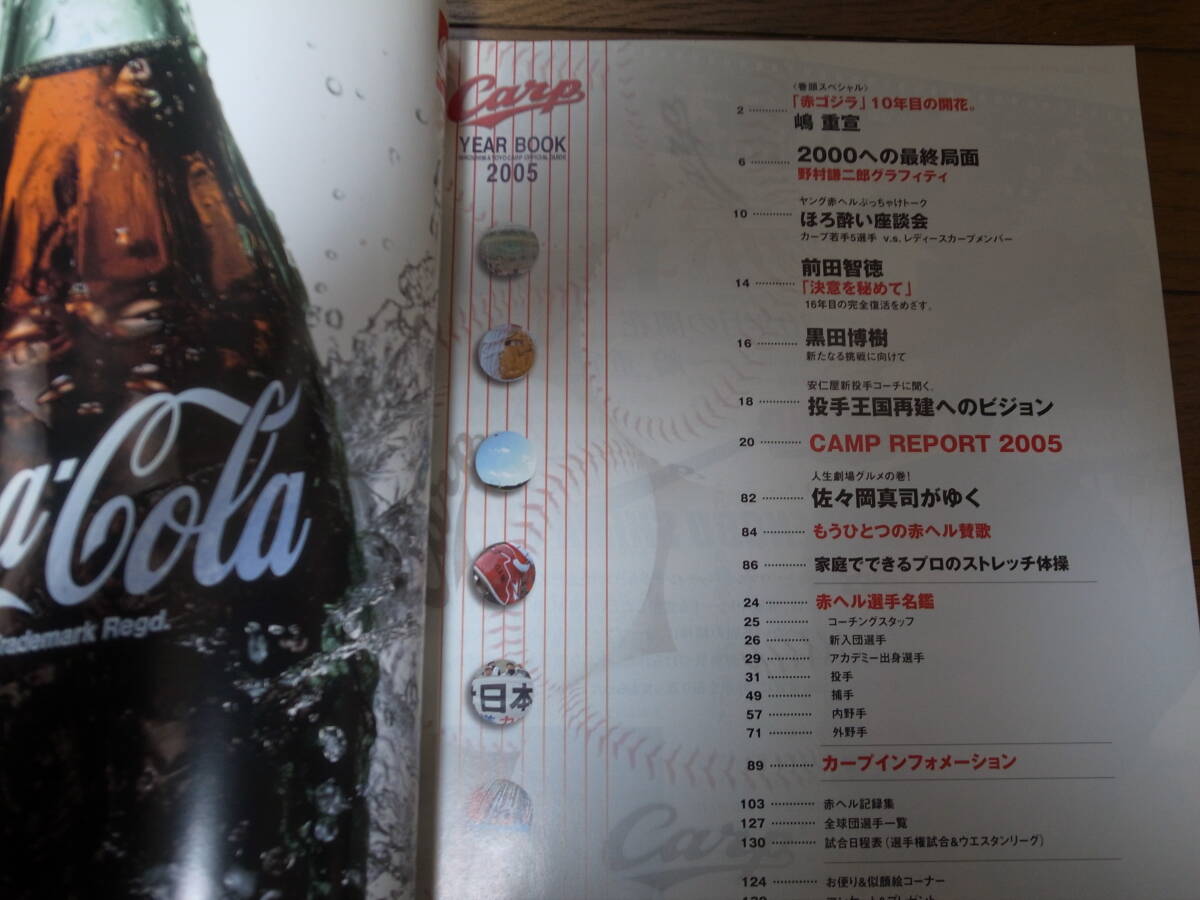 a-Cola
Trademark Regd.
Carp
YEAR BOOK
HIROSHIMA TOYO CARP OFFICIAL GUIDE
2005
〈巻頭スペシャル〉
2 「赤ゴジラ」10年目の開花。
嶋 重宣
6 2000への最終局面
野村謙二郎グラフィティ
ヤング赤ヘルぶっちゃけトーク
10 ほろ酔い座談会
カープ若手5選手 v.s. レディースカープメンバー
前田智徳
14 「決意を秘めて」
16年目の完全復活をめざす。
16 黒田博樹
新たなる挑戦に向けて
安仁屋新投手コーチに聞く。
18 投手王国再建へのビジョン
20 CAMP REPORT 2005
人生劇場グルメの巻!
82 佐々岡真司がゆく
84 もうひとつの赤ヘル賛歌
86 家庭でできるプロのストレッチ体操
24 赤ヘル選手名鑑
25 コーチングスタッフ
26 新入団選手
29 アカデミー出身選手
31 投手
49 捕手
57 内野手
71 外野手
89 カープインフォメーション
103 赤ヘル記録集
127 全球団選手一覧
130 試合日程表(選手権試合&ウエスタンリーグ)
124 お便り&似顔絵コーナー
日本
Carp